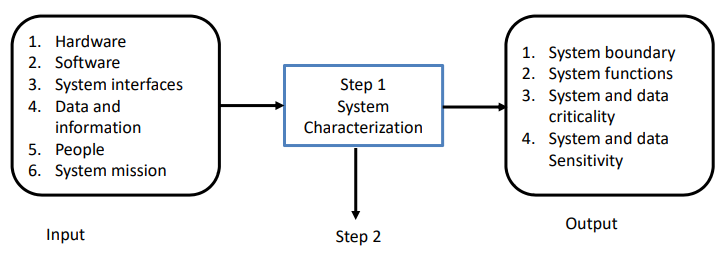 1. Hardware
2. Software
3. System interfaces
4. Data and
information
5. People
6. System mission
Input
Step 1
System
Characterization
Step 2
1. System boundary
2. System functions
3. System and data
criticality
4. System and data
Sensitivity
Output